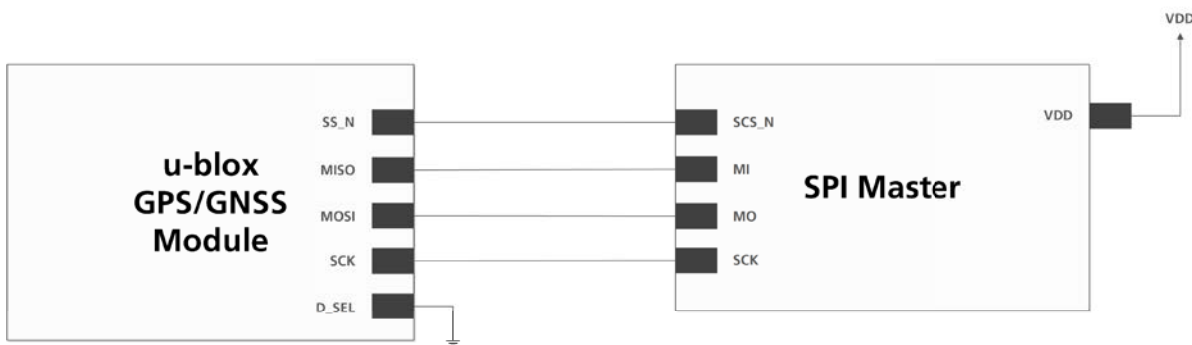 VDD
SS_N
SCS_N
VDD
u-blox
GPS/GNSS
Module
MISO
MI
SPI Master
MOSI
MO
SCK
SCK
D_SEL